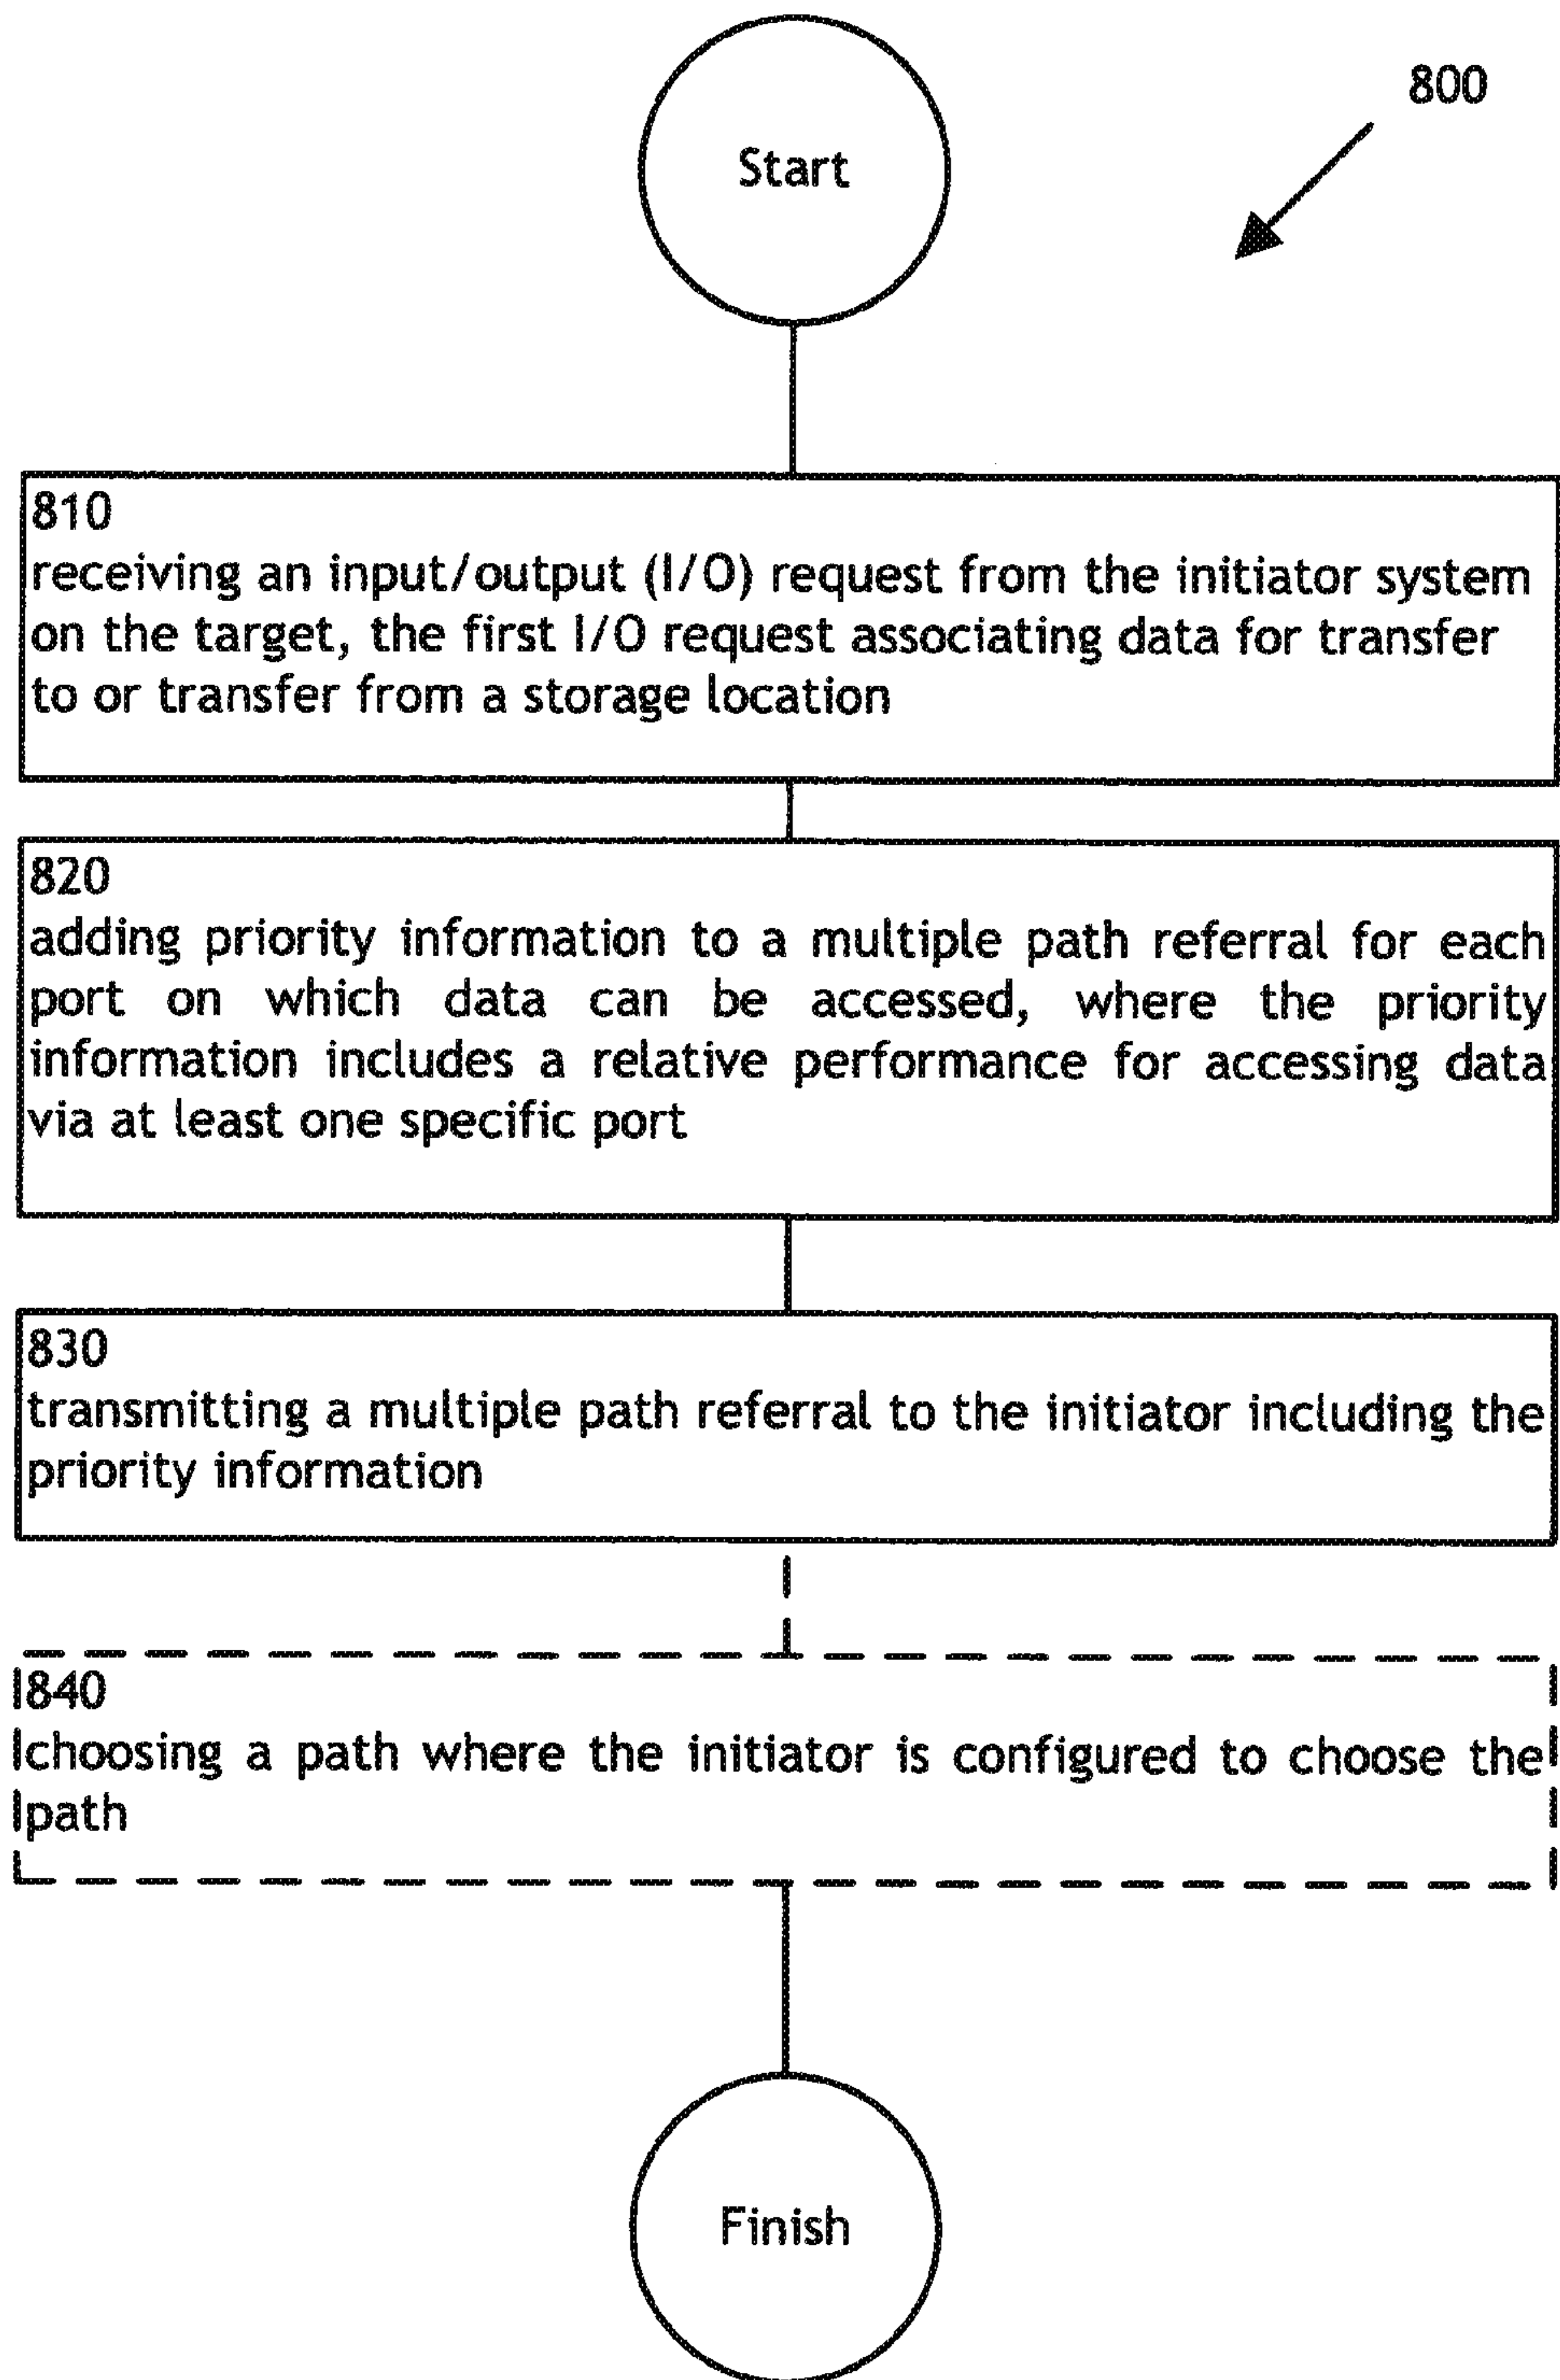 800
Start
810
receiving an input/output (I/O) request from the initiator system
on the target, the first I/O request associating data for transfer
to or transfer from a storage location
820
adding priority information to a multiple path referral for each
port on which data can be accessed, where the priority
information includes a relative performance for accessing data
via at least one specific port
830
transmitting a multiple path referral to the initiator including the
priority information
840
choosing a path where the initiator is configured to choose the
path
Finish